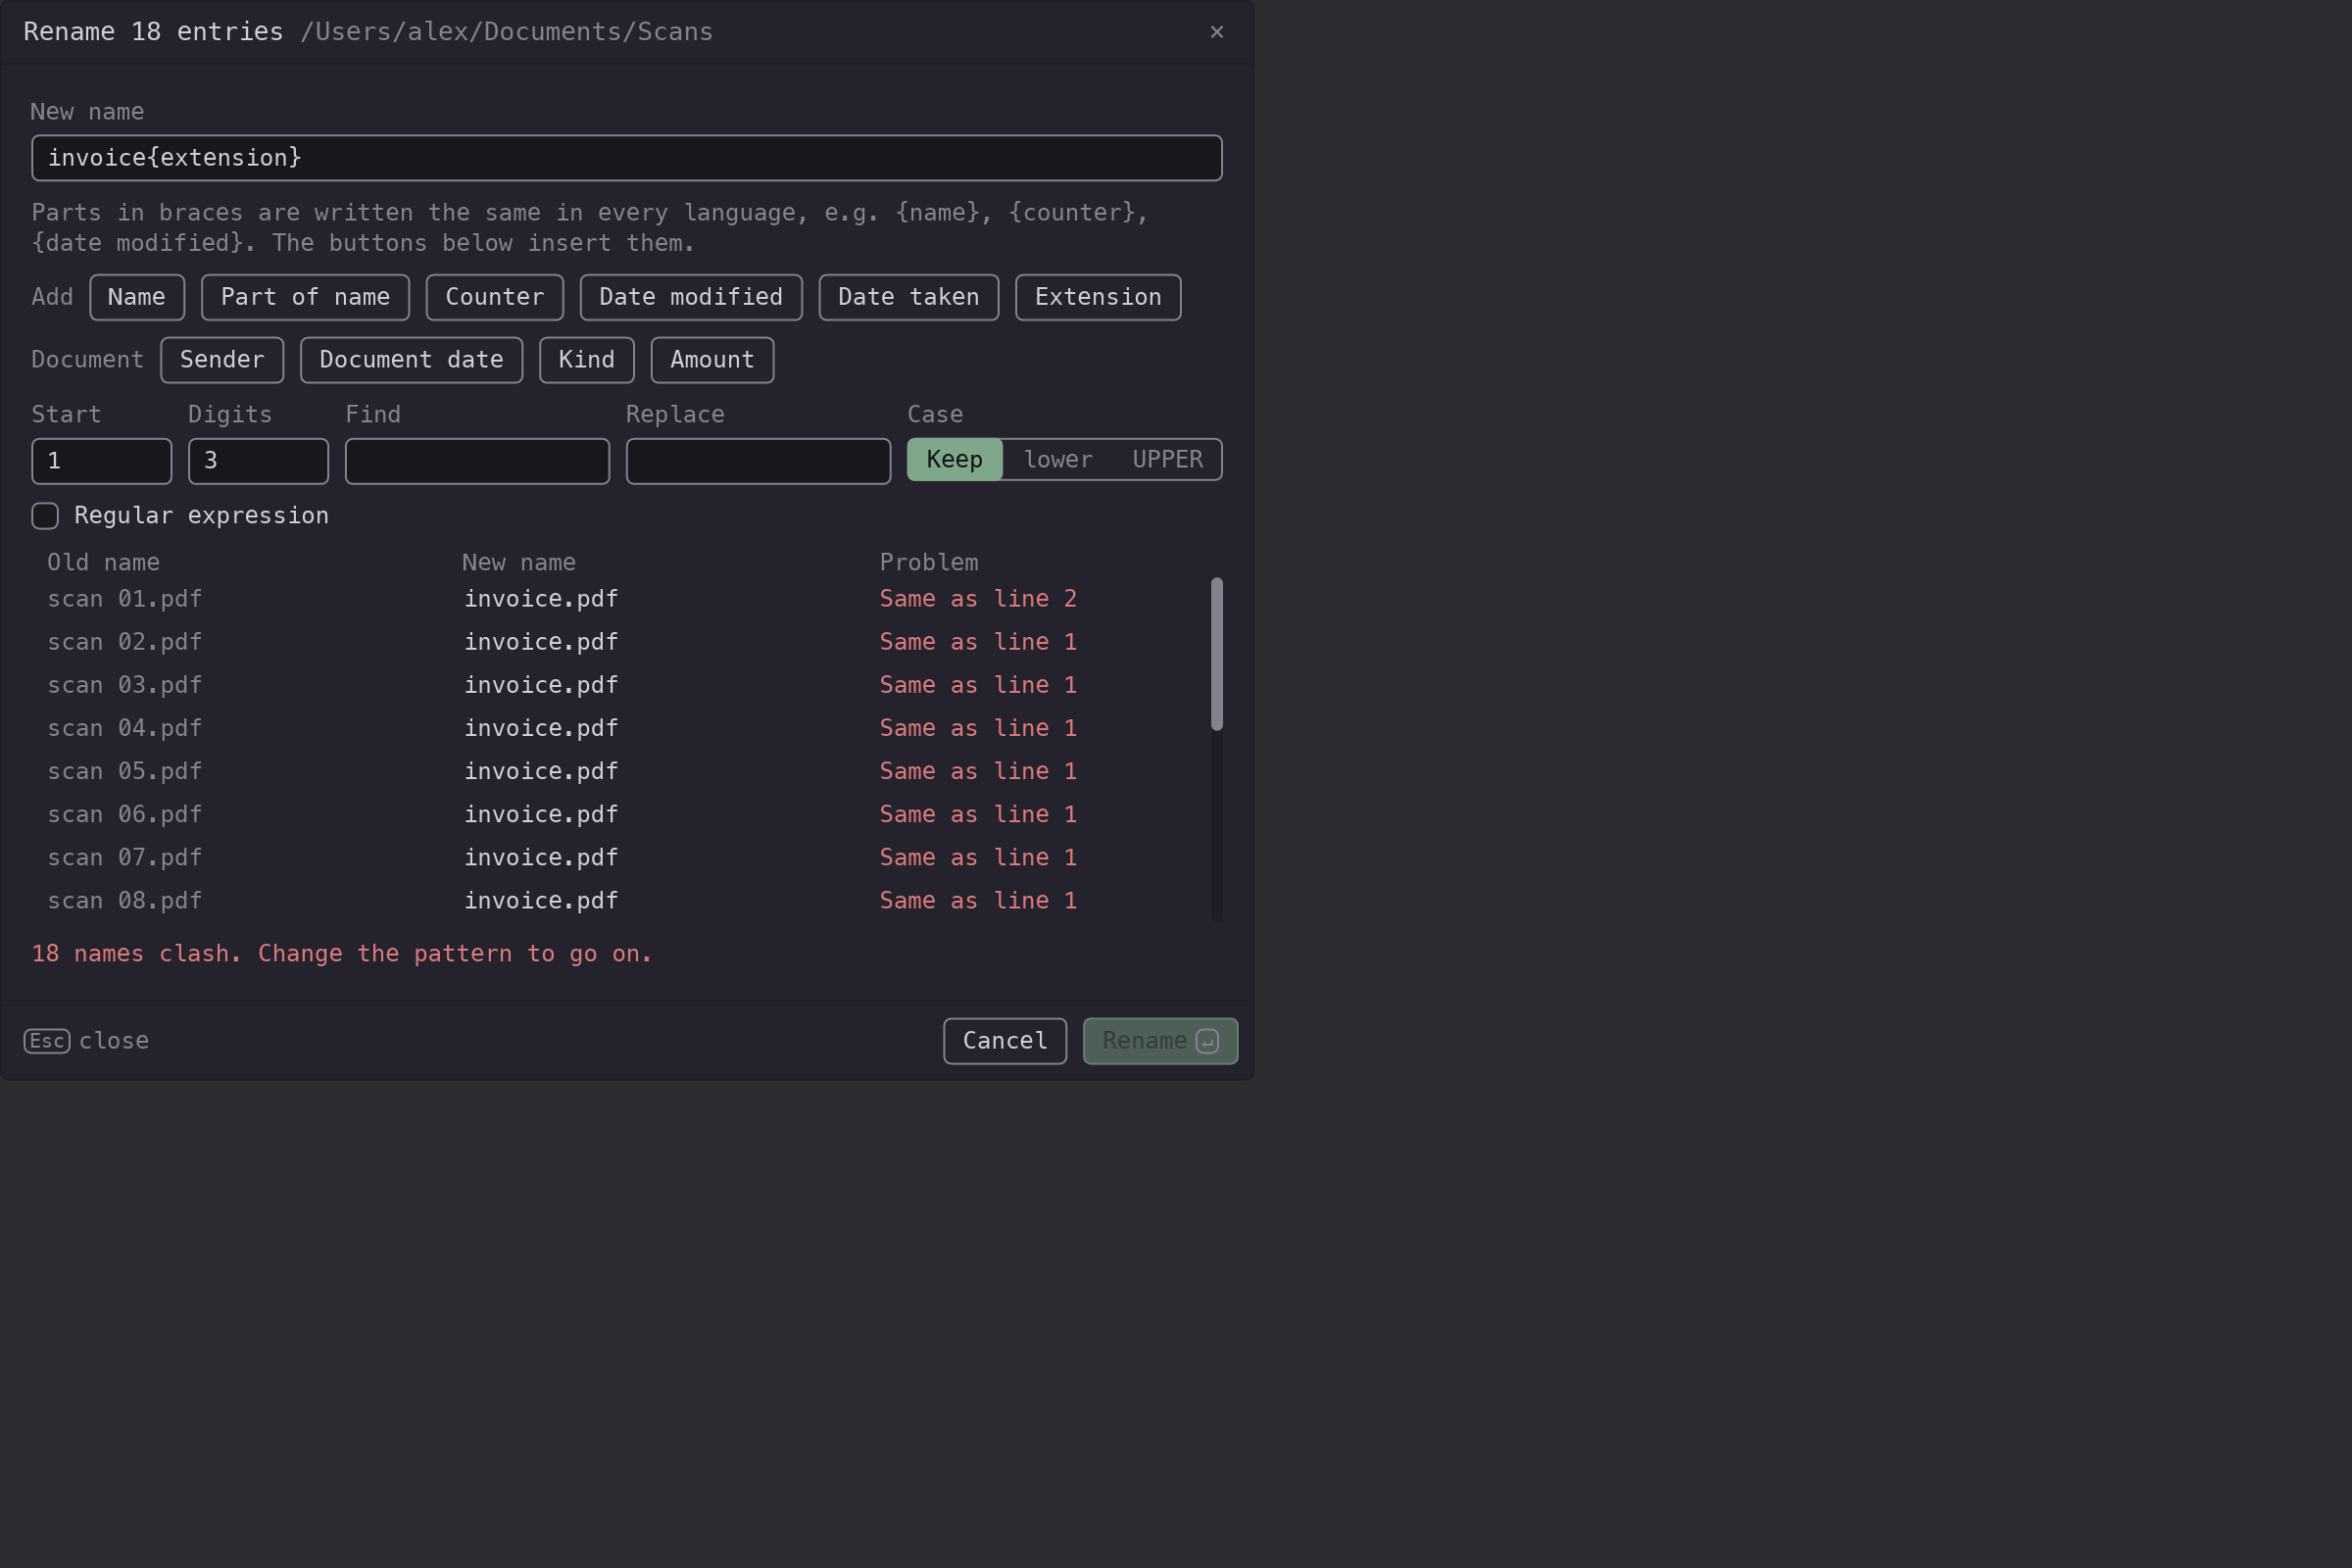 Rename 18 entries /Users/alex/Documents/Scans ×
New name
invoice{extension}
Parts in braces are written the same in every language, e.g. {name}, {counter},
{date modified}. The buttons below insert them.
Add Name Part of name Counter Date modified Date taken Extension
Document Sender Document date Kind Amount
Start Digits Find Replace Case
1 3 Keep lower UPPER
Regular expression
Old name New name Problem
scan 01.pdf invoice.pdf Same as line 2
scan 02.pdf invoice.pdf Same as line 1
scan 03.pdf invoice.pdf Same as line 1
scan 04.pdf invoice.pdf Same as line 1
scan 05.pdf invoice.pdf Same as line 1
scan 06.pdf invoice.pdf Same as line 1
scan 07.pdf invoice.pdf Same as line 1
scan 08.pdf invoice.pdf Same as line 1
18 names clash. Change the pattern to go on.
Esc close Cancel Rename ↵